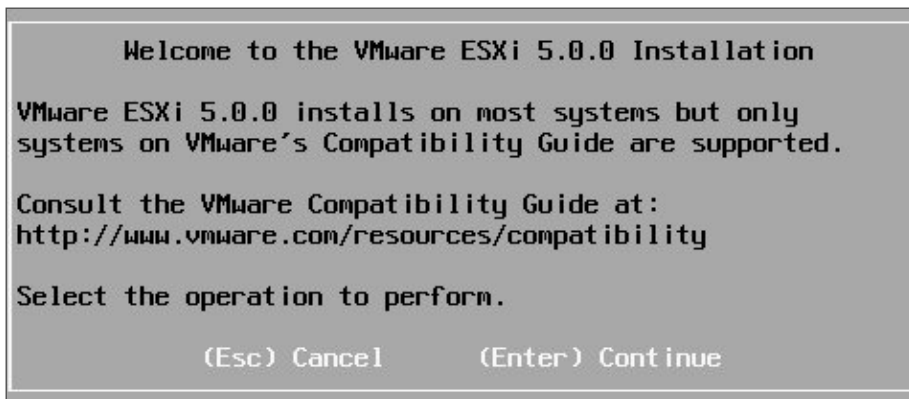 Welcome to the VMware ESXi 5.0.0 Installation
VMware ESXi 5.0.0 installs on most systems but only
systems on VMware's Compatibility Guide are supported.
Consult the VMware Compatibility Guide at:
http://www.vmware.com/resources/compatibility
Select the operation to perform.
(Esc) Cancel (Enter) Continue